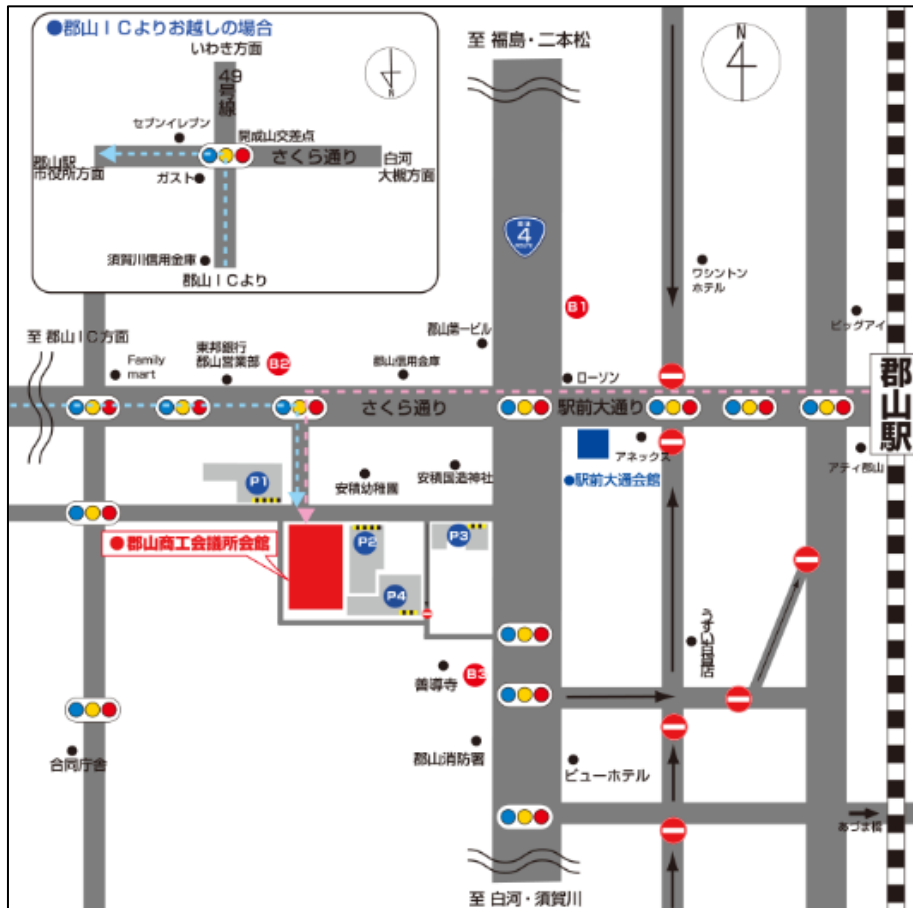 ●郡山ICよりお越しの場合
いわき方面
N
49号線
セブンイレブン
開成山交差点
郡山駅
市役所方面
さくら通り
白河
大槻方面
ガスト
須賀川信用金庫
郡山ICより
至 福島・二本松
N
国道
4
ROUTE
ワシントン
ホテル
B1
ビッグアイ
至 郡山IC方面
郡山第一ビル
Family
mart
東邦銀行
郡山営業部
B2
郡山信用金庫
ローソン
郡山駅
さくら通り
駅前大通り
アネックス
アティ郡山
P1
安積幼稚園
安積国造神社
●駅前大通会館
●郡山商工会議所会館
P2
P3
P4
うすい百貨店
善導寺
B3
合同庁舎
郡山消防署
ビューホテル
あづま橋
至 白河・須賀川